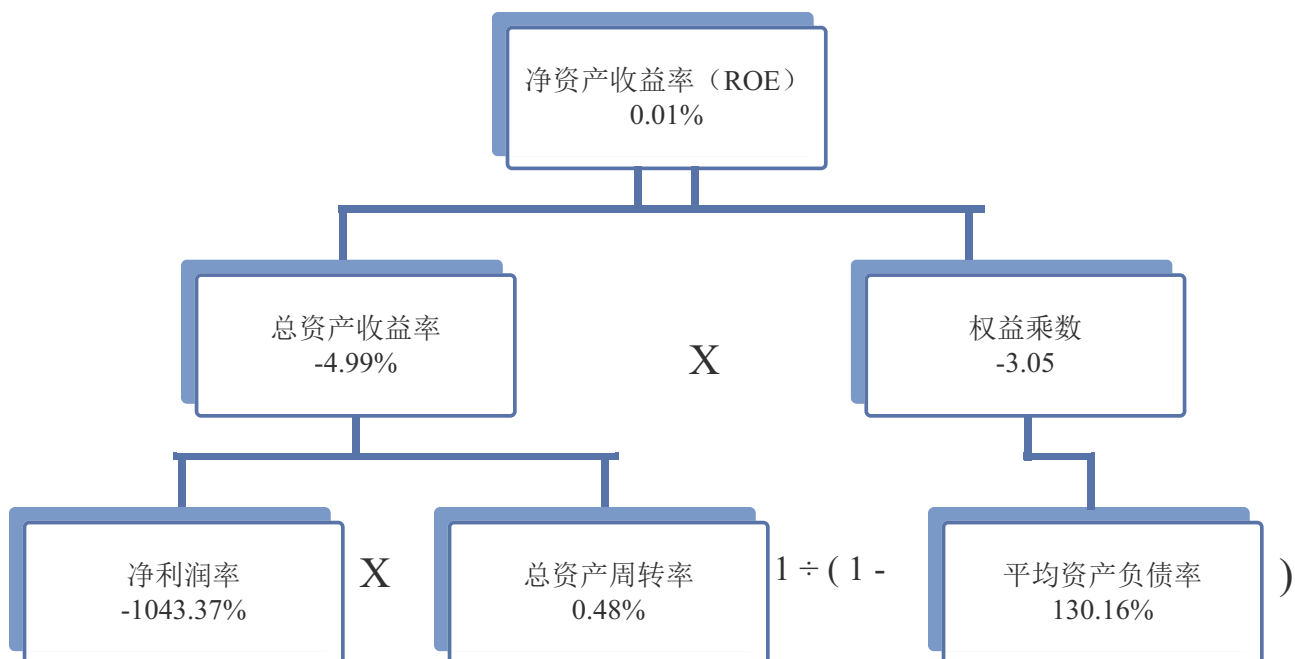 净资产收益率（ROE）
0.01%
总资产收益率
-4.99%
X
权益乘数
-3.05
净利润率
-1043.37%
X
总资产周转率
0.48%
1 ÷ ( 1 -
平均资产负债率
130.16%
)